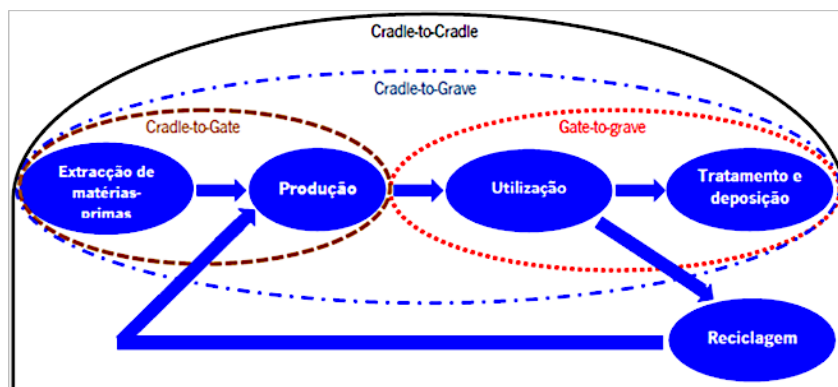 Cradle-to-Cradle
Cradle-to-Grave
Cradle-to-Gate
Gate-to-grave
Extracção de
matérias-
primas
Produção
Utilização
Tratamento e
deposição
Reciclagem